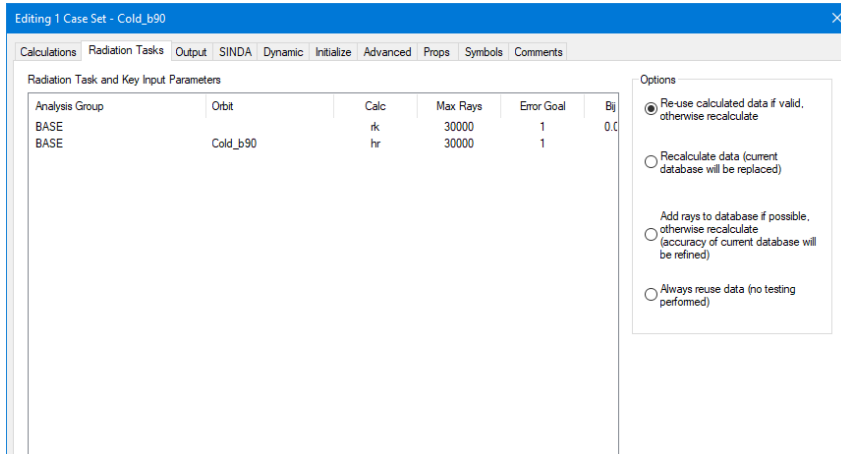 Editing 1 Case Set - Cold_b90
Calculations Radiation Tasks Output SINDA Dynamic Initialize Advanced Props Symbols Comments
Radiation Task and Key Input Parameters
Analysis Group Orbit Calc Max Rays Error Goal Bij
BASE rk 30000 1 0.0
BASE Cold_b90 hr 30000 1
Options
Re-use calculated data if valid,
otherwise recalculate
Recalculate data (current
database will be replaced)
Add rays to database if possible,
otherwise recalculate
(accuracy of current database will
be refined)
Always reuse data (no testing
performed)